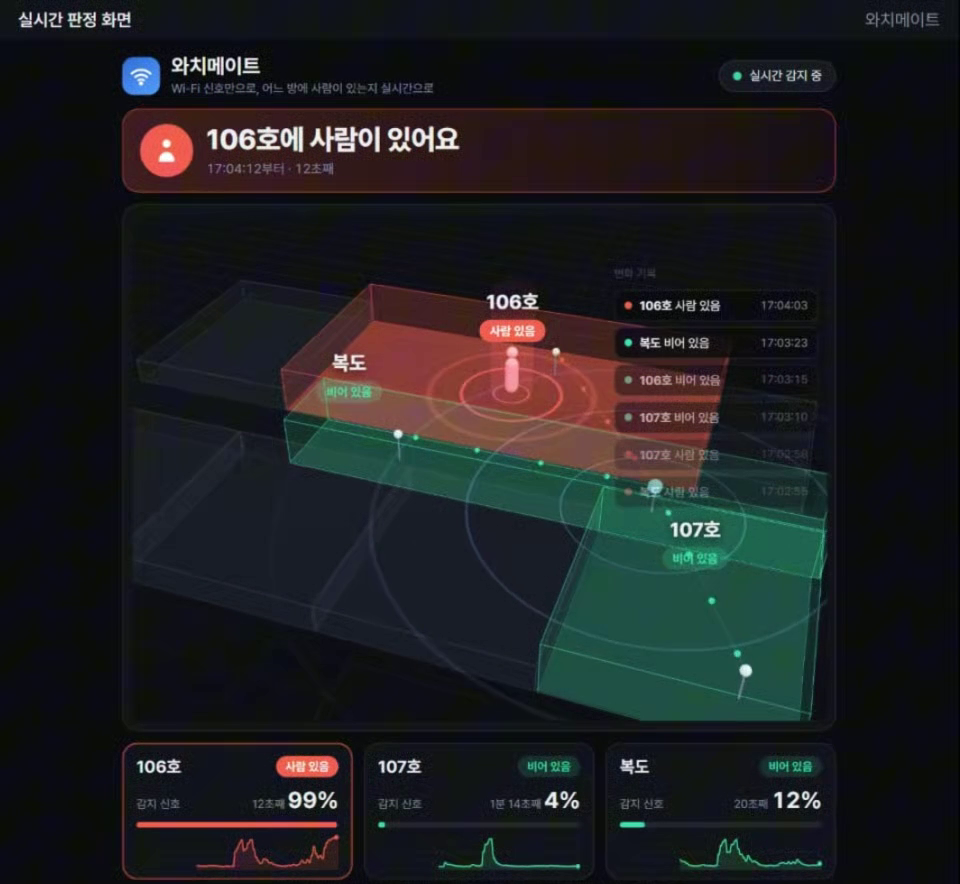 실시간 판정 화면
와치메이트
와치메이트
Wi-Fi 신호만으로, 어느 방에 사람이 있는지 실시간으로
실시간 감지 중
106호에 사람이 있어요
17:04:12부터 · 12초째
변화 기록
106호 사람 있음 17:04:03
복도 비어 있음 17:03:23
106호 비어 있음 17:03:15
107호 비어 있음 17:03:10
107호 사람 있음 17:02:58
복도 사람 있음 17:02:55
106호
사람 있음
복도
비어 있음
107호
비어 있음
106호 사람 있음
감지 신호 12초째 99%
107호 비어 있음
감지 신호 1분 14초째 4%
복도 비어 있음
감지 신호 20초째 12%